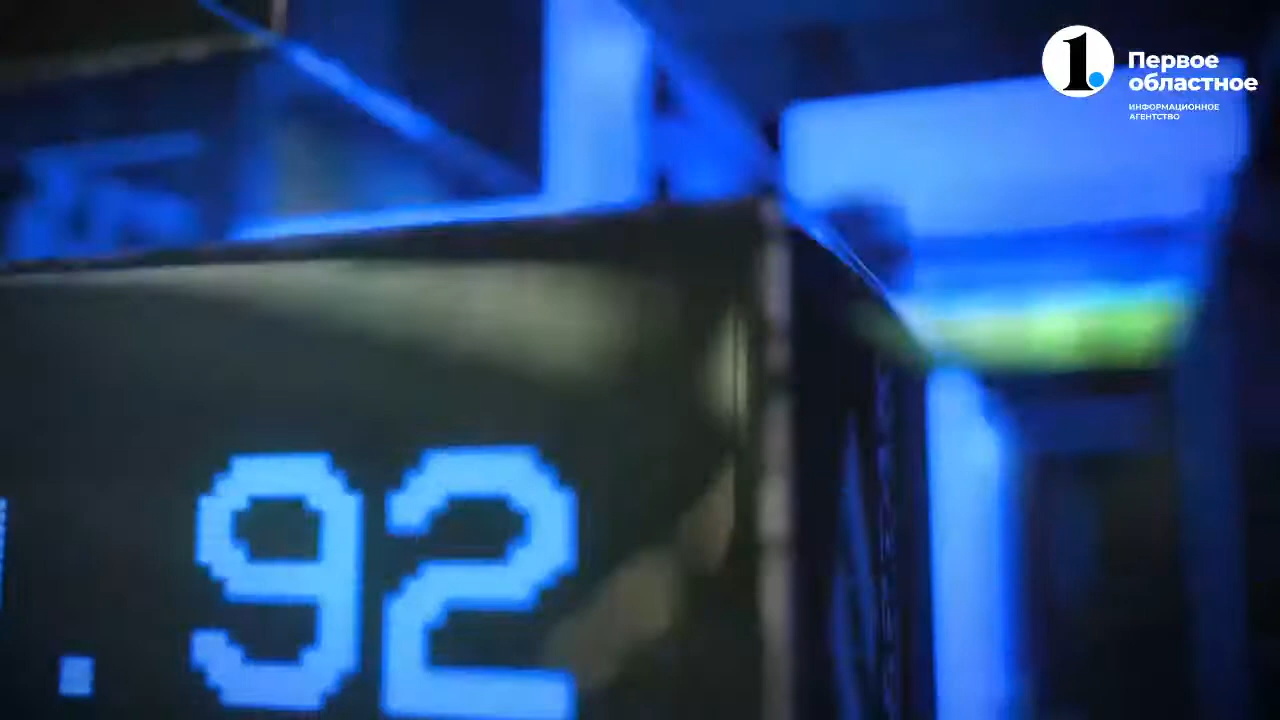 1.
Первое
областное
ИНФОРМАЦИОННОЕ
АГЕНТСТВО
. 92